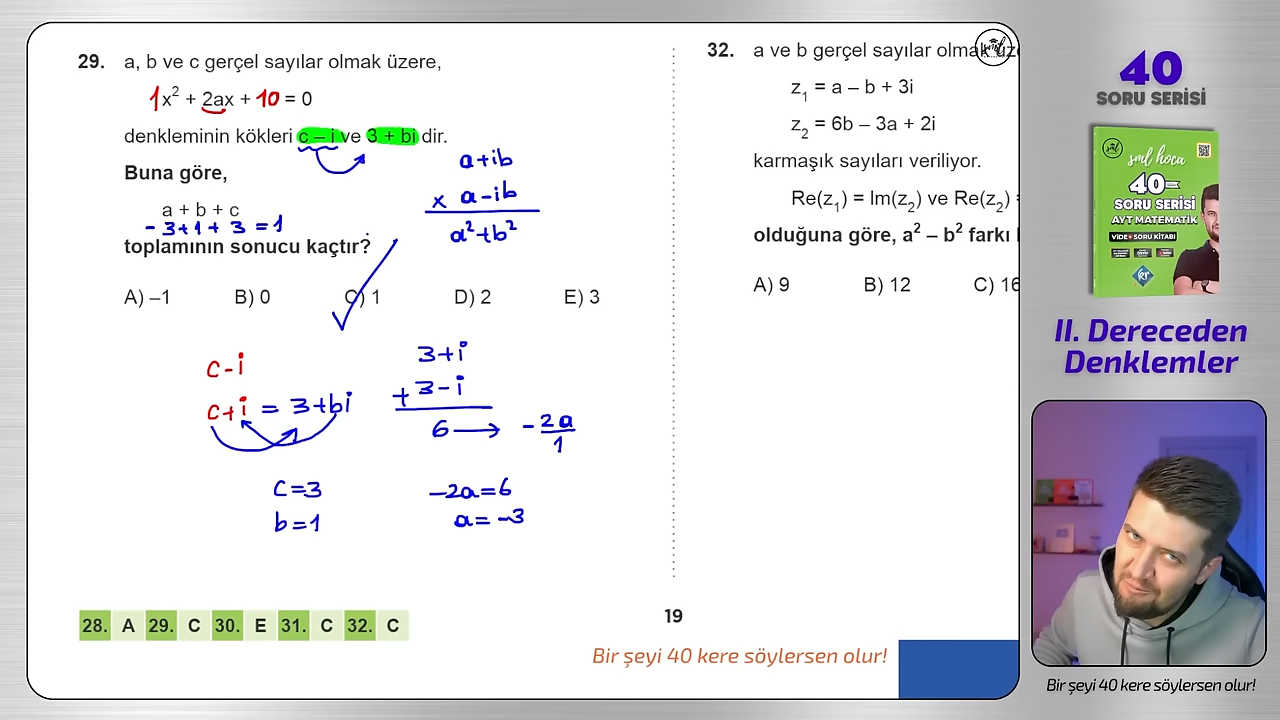 29. a, b ve c gerçel sayılar olmak üzere,
1x² + 2ax + 10 = 0
denkleminin kökleri c – i ve 3 + bi dir.
Buna göre,
a + b + c
- 3 + 1 + 3 = 1
toplamının sonucu kaçtır?
A) –1 B) 0 C) 1 D) 2 E) 3
a+ib
x a-ib
a²+b²
c-i
c+i = 3+bi
c=3
b=1
3+i
+ 3-i
6 → -2a/1
-2a=6
a=-3
28. A 29. C 30. E 31. C 32. C
32. a ve b gerçel sayılar olmak
z₁ = a – b + 3i
z₂ = 6b – 3a + 2i
karmaşık sayıları veriliyor.
Re(z₁) = Im(z₂) ve Re(z₂)
olduğuna göre, a² – b² farkı
A) 9 B) 12 C) 16
19
Bir şeyi 40 kere söylersen olur!
40
SORU SERİSİ
sml hoca
40
SORU SERİSİ
AYT MATEMATİK
VİDEO SORU KİTABI
II. Dereceden
Denklemler
Bir şeyi 40 kere söylersen olur!